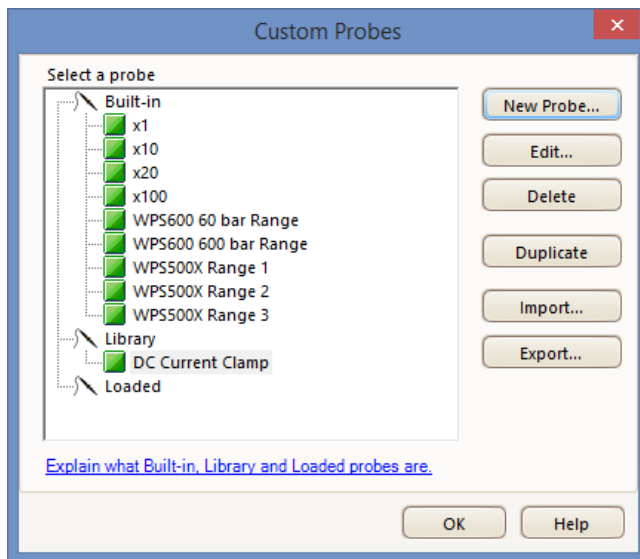 Custom Probes
Select a probe
Built-in
x1
x10
x20
x100
WPS600 60 bar Range
WPS600 600 bar Range
WPS500X Range 1
WPS500X Range 2
WPS500X Range 3
Library
DC Current Clamp
Loaded
New Probe...
Edit...
Delete
Duplicate
Import...
Export...
Explain what Built-in, Library and Loaded probes are.
OK
Help